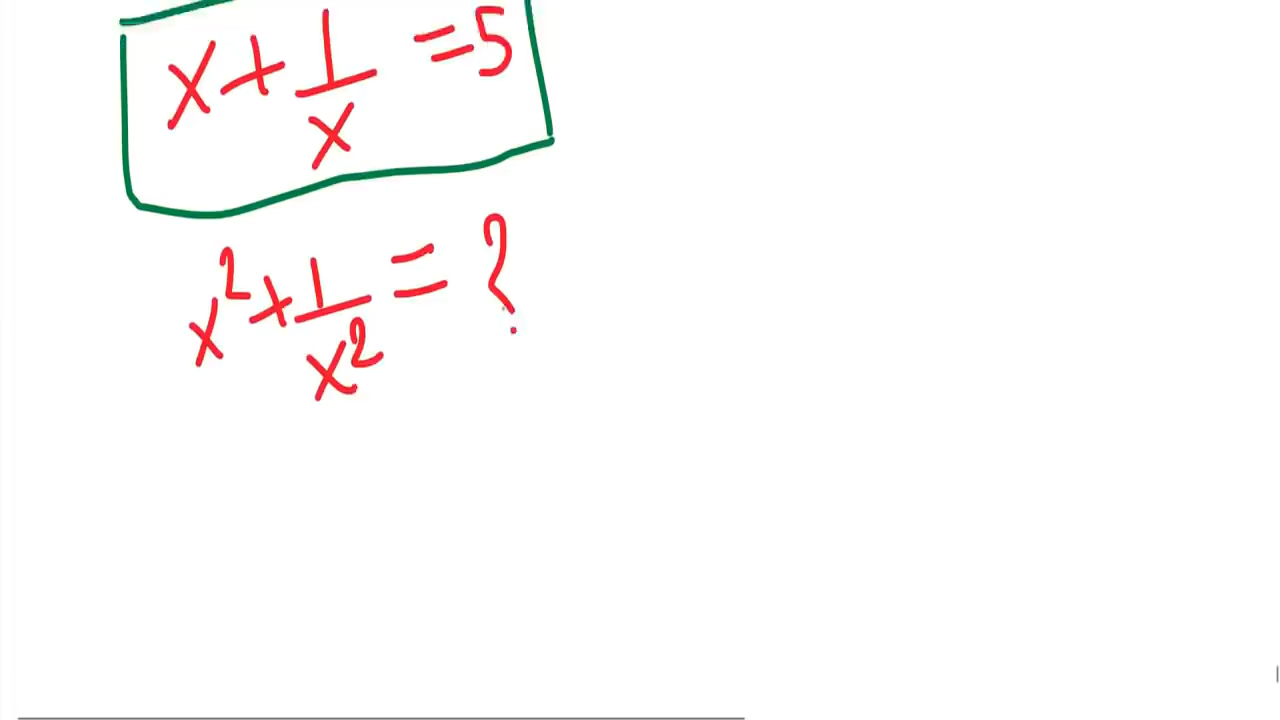 x + 1/x = 5
x² + 1/x² = ?